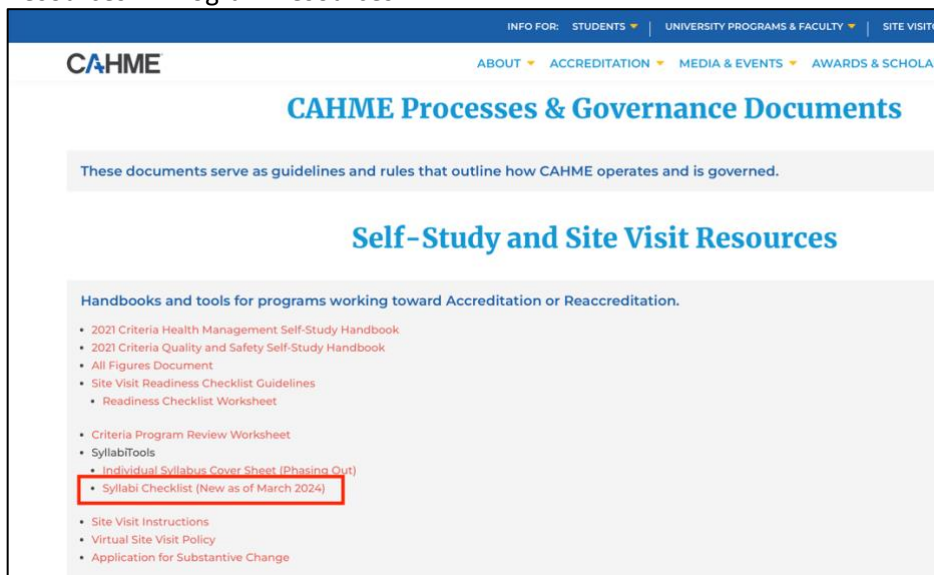 INFO FOR: STUDENTS | UNIVERSITY PROGRAMS & FACULTY | SITE
CAHME
ABOUT ACCREDITATION MEDIA & EVENTS AWARDS &
CAHME Processes & Governance Documents
These documents serve as guidelines and rules that outline how CAHME operates and is governed.
Self-Study and Site Visit Resources
Handbooks and tools for programs working toward Accreditation or Reaccreditation.
• 2021 Criteria Health Management Self-Study Handbook
• 2021 Criteria Quality and Safety Self-Study Handbook
• All Figures Document
• Site Visit Readiness Checklist Guidelines
• Readiness Checklist Worksheet
• Criteria Program Review Worksheet
• SyllabiTools
• Individual Syllabus Cover Sheet (Phasing Out)
• Syllabi Checklist (New as of March 2024)
• Site Visit Instructions
• Virtual Site Visit Policy
• Application for Substantive Change